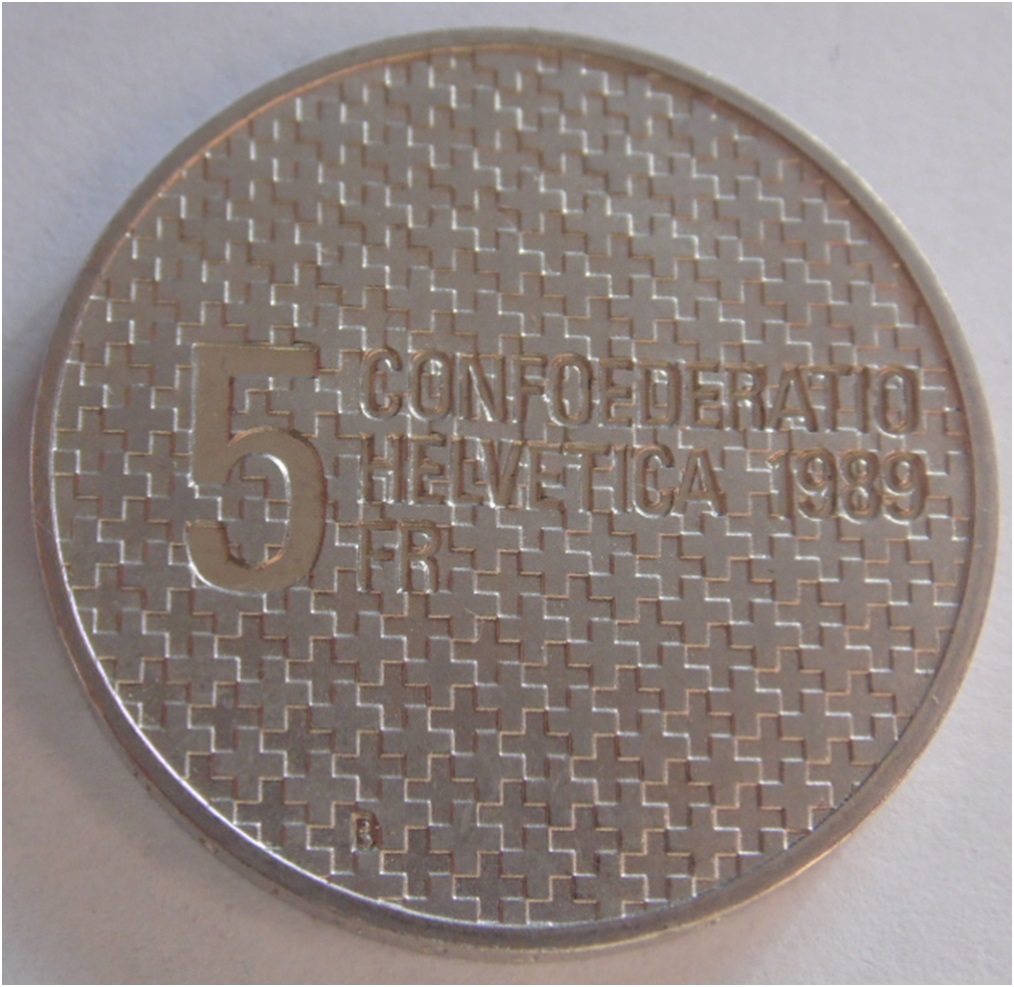 5 CONFOEDERATIO
HELVETICA 1989
FR
B